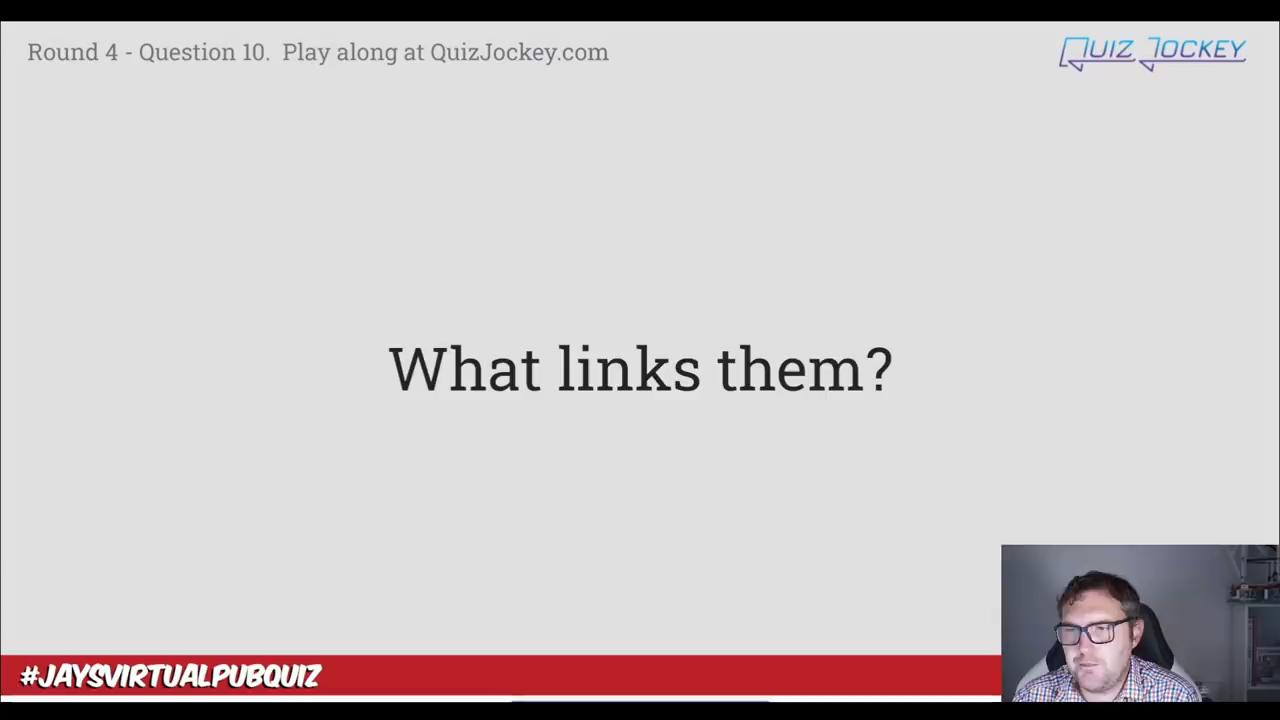 Round 4 - Question 10.  Play along at QuizJockey.com
QUIZ JOCKEY
What links them?
#JAYSVIRTUALPUBQUIZ